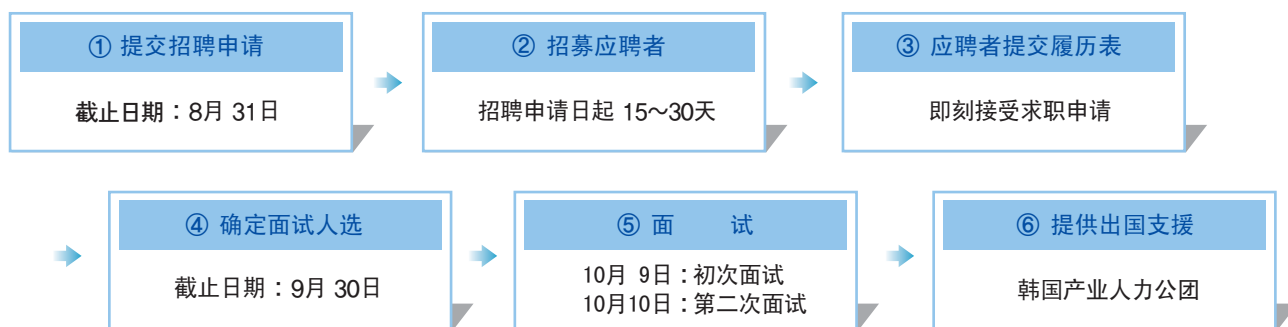 ① 提交招聘申请
截止日期：8月 31日
② 招募应聘者
招聘申请日起 15～30天
③ 应聘者提交履历表
即刻接受求职申请
④ 确定面试人选
截止日期：9月 30日
⑤ 面 试
10月 9日：初次面试
10月10日：第二次面试
⑥ 提供出国支援
韩国产业人力公团